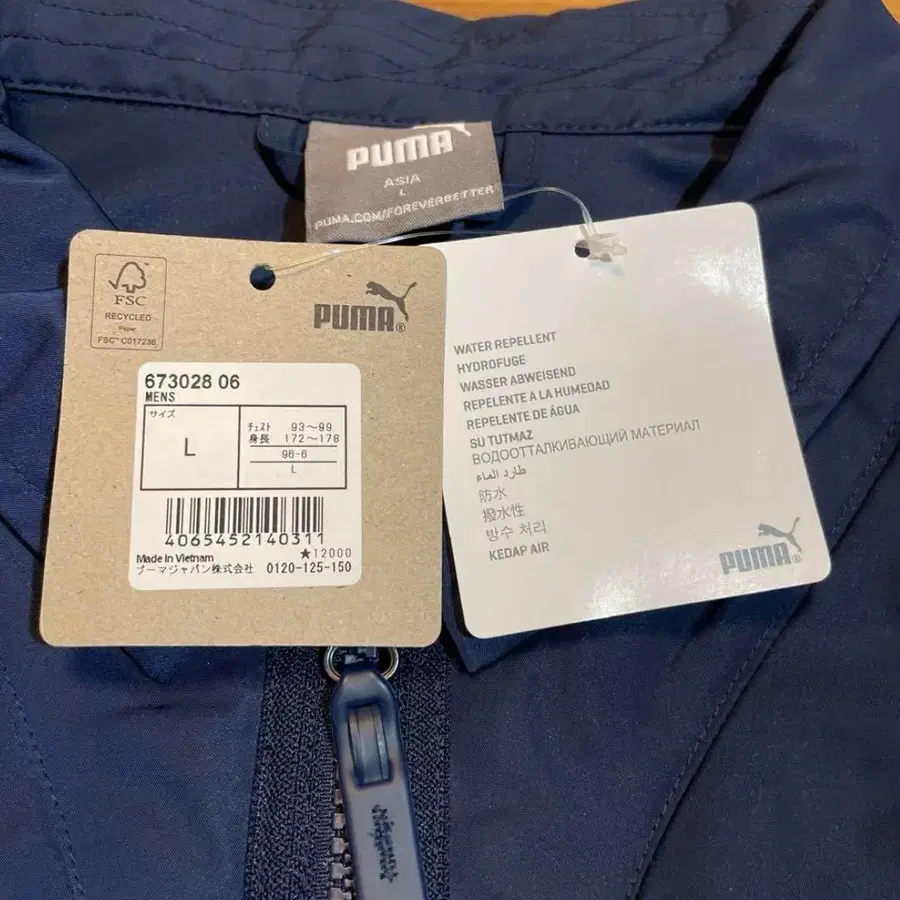 PUMA
ASIA
L
PUMA.COM/FOREVERBETTER
FSC
RECYCLED
Paper
FSC™ C017236
PUMA®
673028 06
MENS
サイズ
L
チェスト 93～99
身長 172～178
96-6
L
4065452140311
Made in Vietnam ★12000
プーマジャパン株式会社 0120-125-150
WATER REPELLENT
HYDROFUGE
WASSER ABWEISEND
REPELENTE A LA HUMEDAD
REPELENTE DE ÁGUA
SU TUTMAZ
ВОДООТТАЛКИВАЮЩИЙ МАТЕРИАЛ
طارد الماء
防水
撥水性
방수 처리
KEDAP AIR
PUMA®